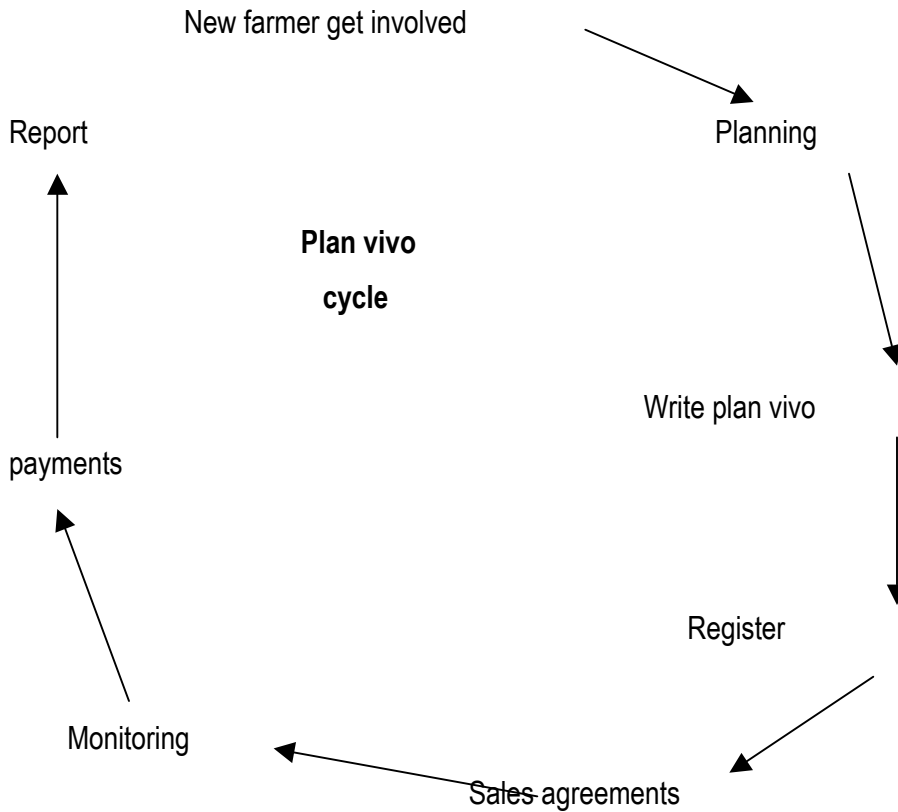 New farmer get involved
Report
Planning
Plan vivo
cycle
Write plan vivo
payments
Register
Monitoring
Sales agreements